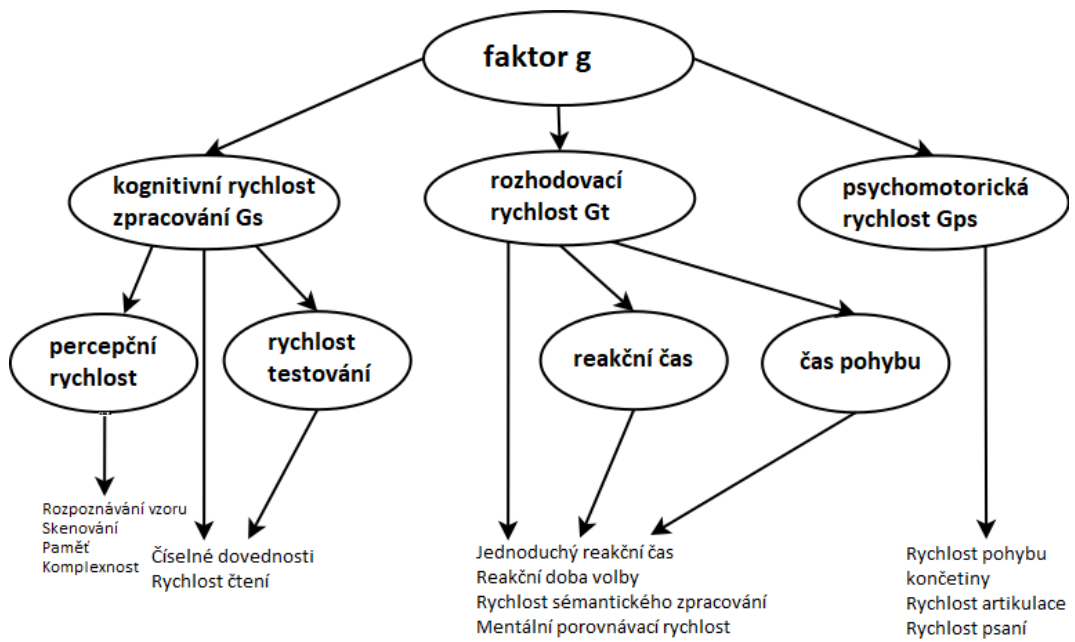 faktor g
kognitivní rychlost
zpracování Gs
rozhodovací
rychlost Gt
psychomotorická
rychlost Gps
percepční
rychlost
rychlost
testování
reakční čas
čas pohybu
Rozpoznávání vzoru
Skenování
Paměť
Komplexnost
Číselné dovednosti
Rychlost čtení
Jednoduchý reakční čas
Reakční doba volby
Rychlost sémantického zpracování
Mentální porovnávací rychlost
Rychlost pohybu
končetiny
Rychlost artikulace
Rychlost psaní